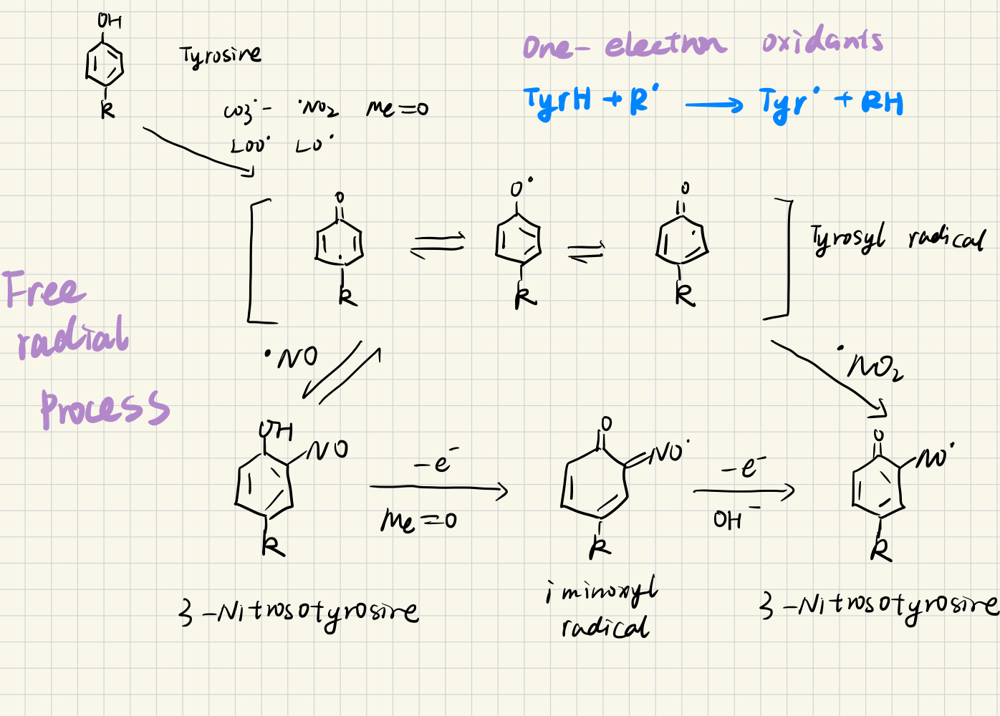 OH
Tyrosine
R
One-electron oxidants
TyrH + R˙ → Tyr˙ + RH
CO3˙- ˙NO2 Me=O
LOO˙ LO˙
O O˙ O
R R R
Tyrosyl radical
Free
radial
Process
˙NO
˙NO2
OH
NO
R
-e-
Me=O
O
NO˙
R
-e-
OH-
O
NO˙
R
3-Nitrosotyrosine
iminoxyl
radical
3-Nitrosotyrosine